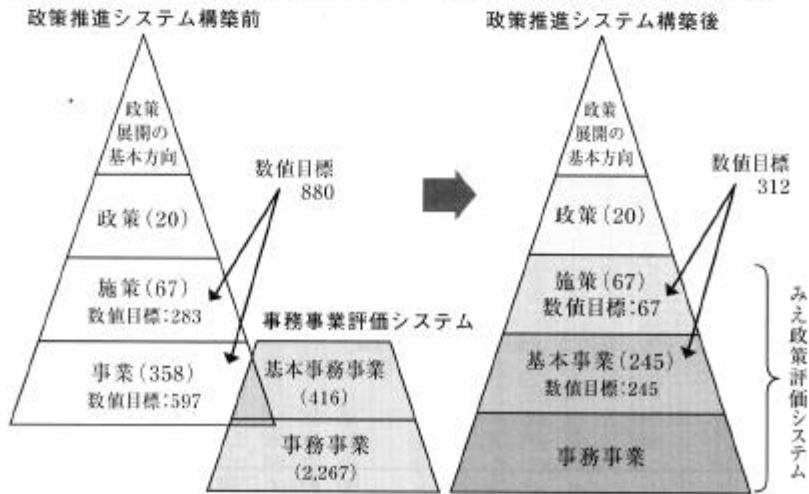 政策推進システム構築前
政策
展開の
基本方向
政策(20)
施策(67)
数値目標:283
事業(358)
数値目標:597
数値目標
880
事務事業評価システム
基本事務事業
(416)
事務事業
(2,267)
政策推進システム構築後
政策
展開の
基本方向
政策(20)
施策(67)
数値目標:67
基本事業(245)
数値目標:245
事務事業
数値目標
312
みえ政策評価システム